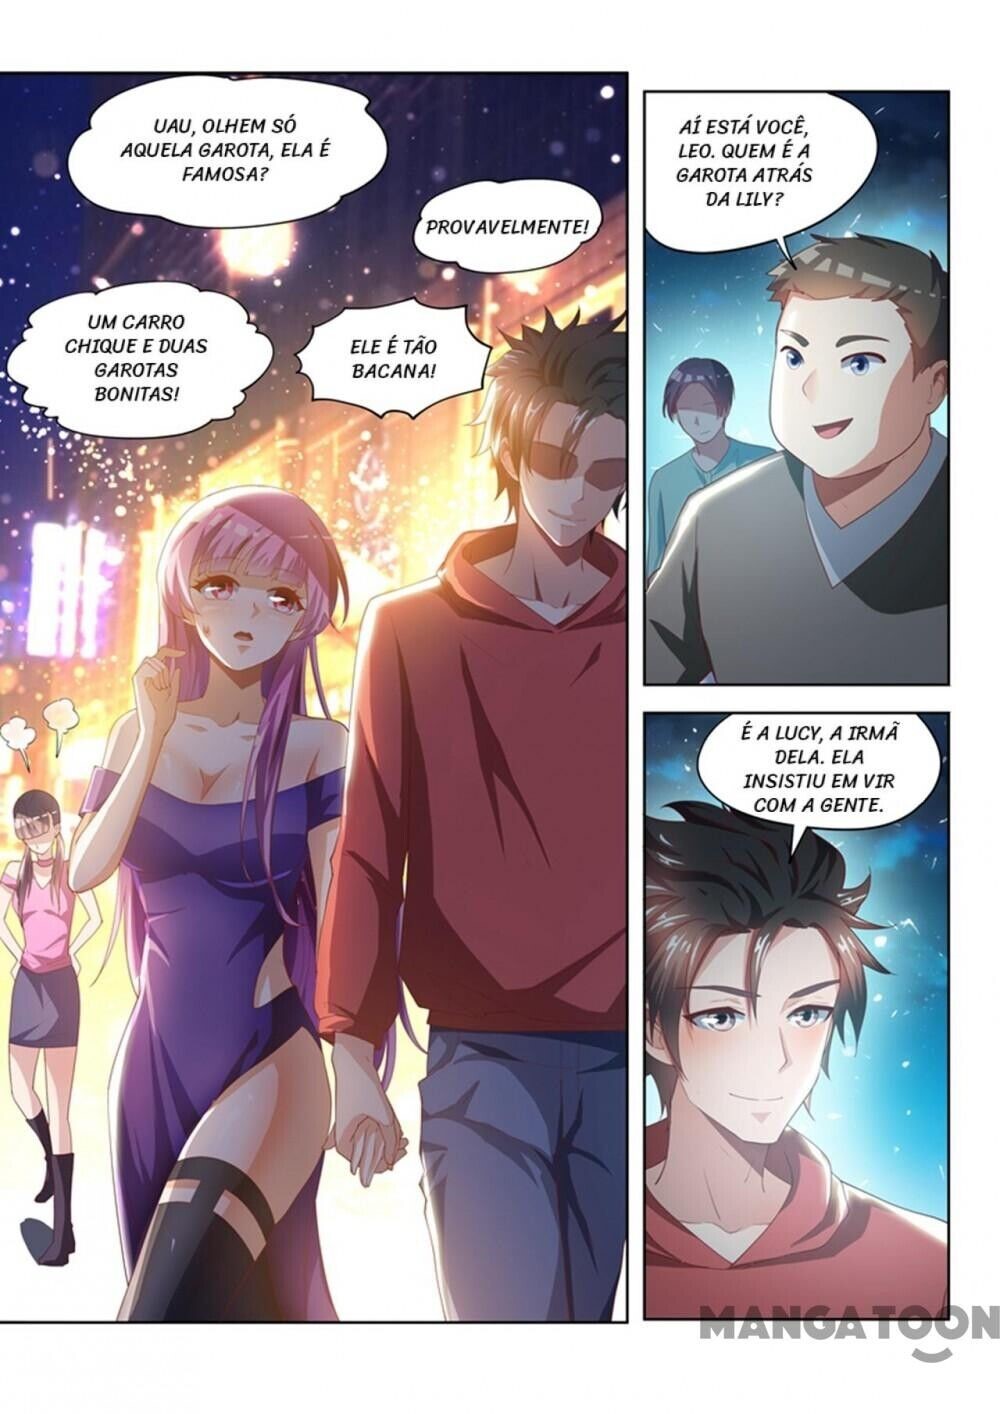 UAU, OLHEM SÓ
AQUELA GAROTA, ELA É
FAMOSA?
PROVAVELMENTE!
UM CARRO
CHIQUE E DUAS
GAROTAS
BONITAS!
ELE É TÃO
BACANA!
AÍ ESTÁ VOCÊ,
LEO. QUEM É A
GAROTA ATRÁS
DA LILY?
É A LUCY, A IRMÃ
DELA. ELA
INSISTIU EM VIR
COM A GENTE.
MANGATOON